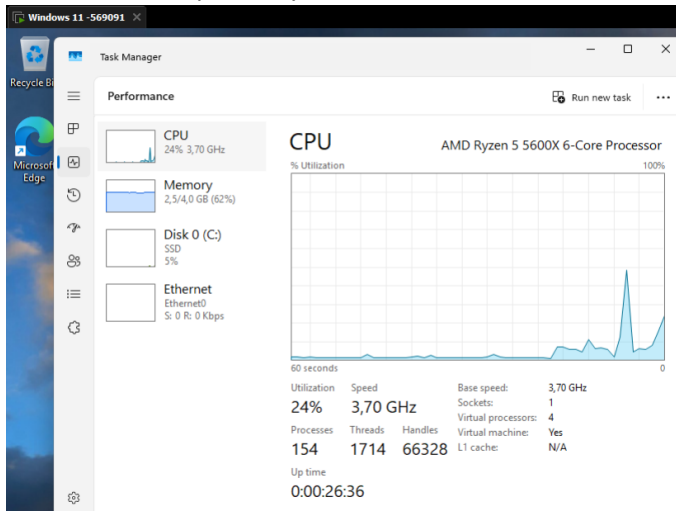 Windows 11 -569091
Recycle Bi
Microsoft
Edge
Task Manager
Performance
Run new task
CPU
24% 3,70 GHz
Memory
2,5/4,0 GB (62%)
Disk 0 (C:)
SSD
5%
Ethernet
Ethernet0
S: 0 R: 0 Kbps
CPU
AMD Ryzen 5 5600X 6-Core Processor
% Utilization 100%
60 seconds 0
Utilization Speed
24% 3,70 GHz
Processes Threads Handles
154 1714 66328
Up time
0:00:26:36
Base speed: 3,70 GHz
Sockets: 1
Virtual processors: 4
Virtual machine: Yes
L1 cache: N/A